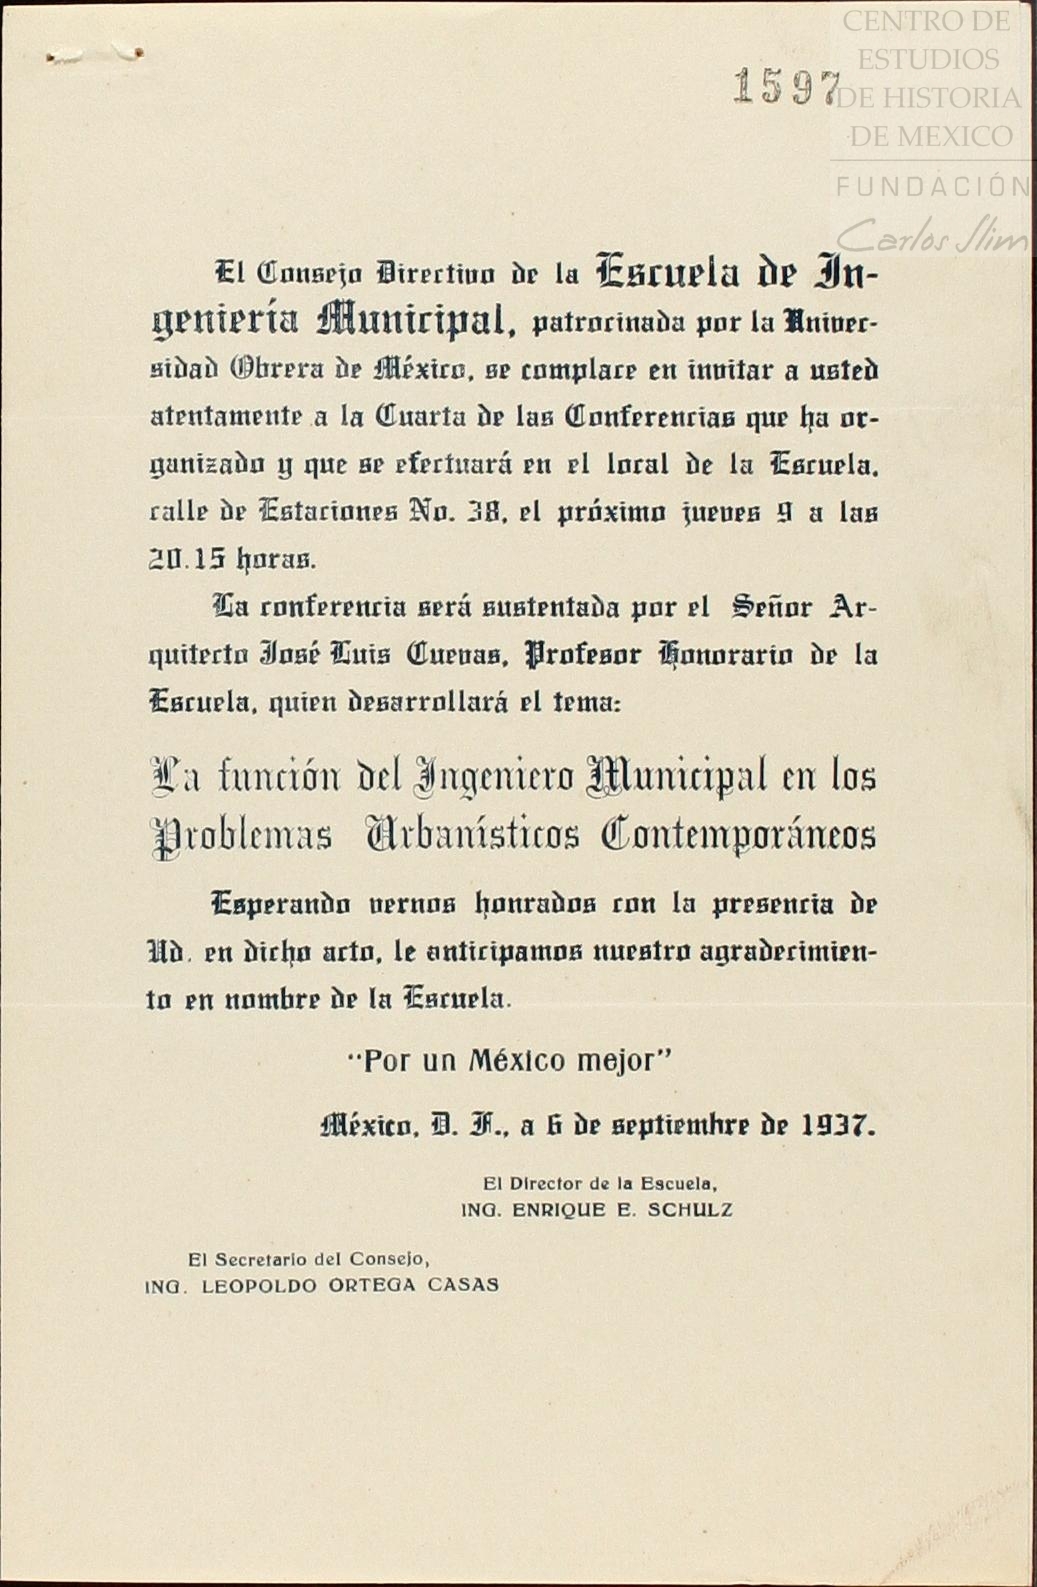 CENTRO DE
ESTUDIOS
DE HISTORIA
DE MEXICO
FUNDACIÓN
Carlos Slim
1597
El Consejo Directivo de la Escuela de In-
geniería Municipal, patrocinada por la Univer-
sidad Obrera de México, se complace en invitar a usted
atentamente a la Cuarta de las Conferencias que ha or-
ganizado y que se efectuará en el local de la Escuela,
calle de Estaciones No. 38, el próximo jueves 9 a las
20.15 horas.
La conferencia será sustentada por el Señor Ar-
quitecto José Luis Cuevas, Profesor Honorario de la
Escuela, quien desarrollará el tema:
La función del Ingeniero Municipal en los
Problemas Urbanísticos Contemporáneos
Esperando vernos honrados con la presencia de
Ud. en dicho acto, le anticipamos nuestro agradecimien-
to en nombre de la Escuela.
"Por un México mejor"
México, D. F., a 6 de septiembre de 1937.
El Director de la Escuela,
ING. ENRIQUE E. SCHULZ
El Secretario del Consejo,
ING. LEOPOLDO ORTEGA CASAS